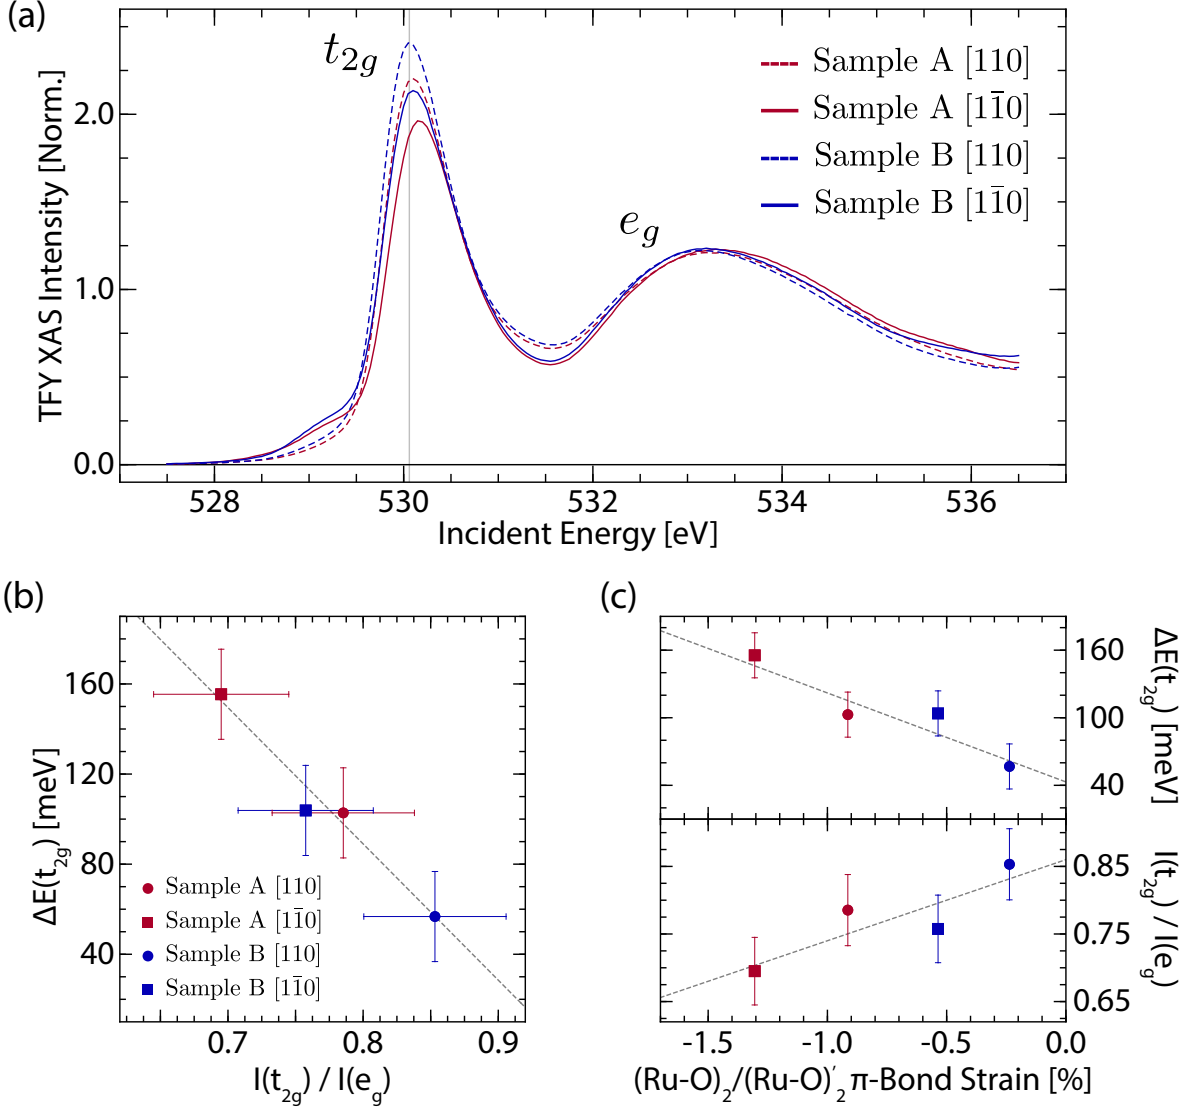 (a)
TFY XAS Intensity [Norm.]
2.0
1.0
0.0
t2g
eg
Sample A [110]
Sample A [11̄0]
Sample B [110]
Sample B [11̄0]
528 530 532 534 536
Incident Energy [eV]
(b)
ΔE(t2g) [meV]
160
120
80
40
Sample A [110]
Sample A [11̄0]
Sample B [110]
Sample B [11̄0]
0.7 0.8 0.9
I(t2g) / I(eg)
(c)
160
100
40
ΔE(t2g) [meV]
0.85
0.75
0.65
I(t2g) / I(eg)
-1.5 -1.0 -0.5 0.0
(Ru-O)2/(Ru-O)′2 π-Bond Strain [%]